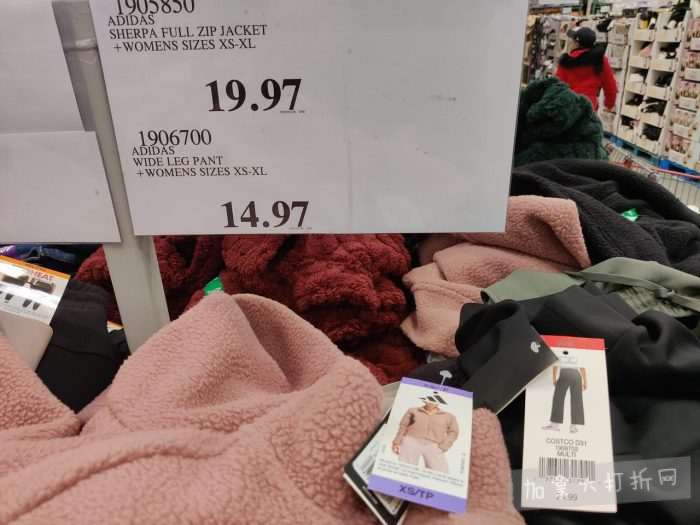 1905850
ADIDAS
SHERPA FULL ZIP JACKET
+WOMENS SIZES XS-XL
19.97
1906700
ADIDAS
WIDE LEG PANT
+WOMENS SIZES XS-XL
14.97
XS/TP
COSTCO 031
MULTI
加拿大打折网